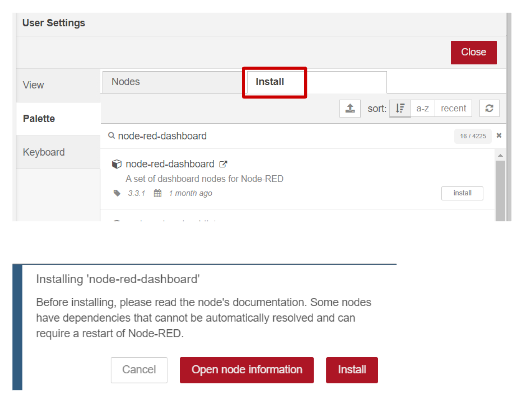 User Settings
Close
View
Nodes
Install
Palette
sort:
a-z
recent
Keyboard
node-red-dashboard
node-red-dashboard
A set of dashboard nodes for Node-RED
3.3.1
1 month ago
install
Installing 'node-red-dashboard'
Before installing, please read the node's documentation. Some nodes
have dependencies that cannot be automatically resolved and can
require a restart of Node-RED.
Cancel
Open node information
Install